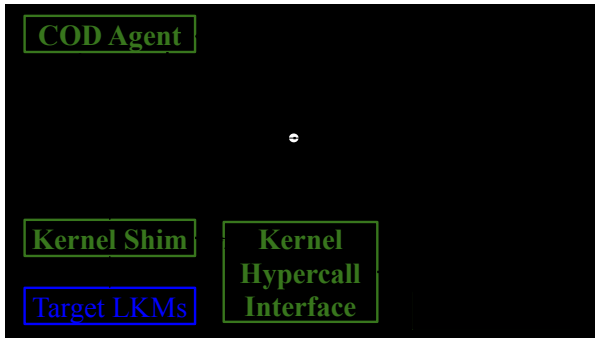 COD Agent
Kernel Shim
Target LKMs
Kernel
Hypercall
Interface